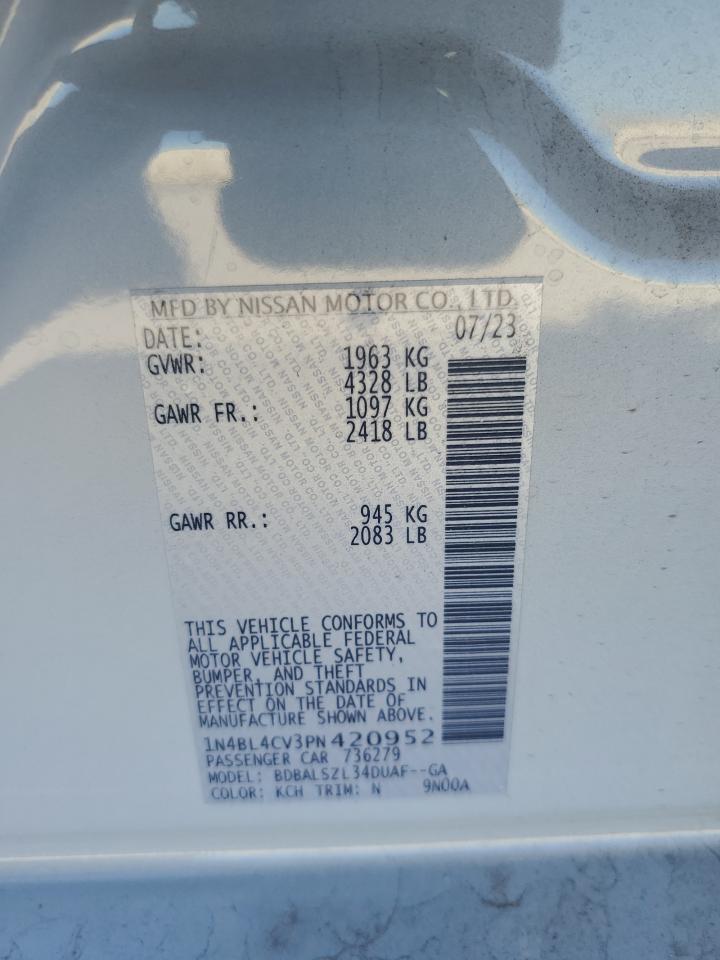 MFD BY NISSAN MOTOR CO., LTD.
DATE: 07/23
GVWR: 1963 KG
4328 LB
GAWR FR.: 1097 KG
2418 LB
GAWR RR.: 945 KG
2083 LB
THIS VEHICLE CONFORMS TO
ALL APPLICABLE FEDERAL
MOTOR VEHICLE SAFETY,
BUMPER, AND THEFT
PREVENTION STANDARDS IN
EFFECT ON THE DATE OF
MANUFACTURE SHOWN ABOVE.
1N4BL4CV3PN420952
PASSENGER CAR 736279
MODEL: BDBALSZL34DUAF--GA
COLOR: KCH TRIM: N 9N00A